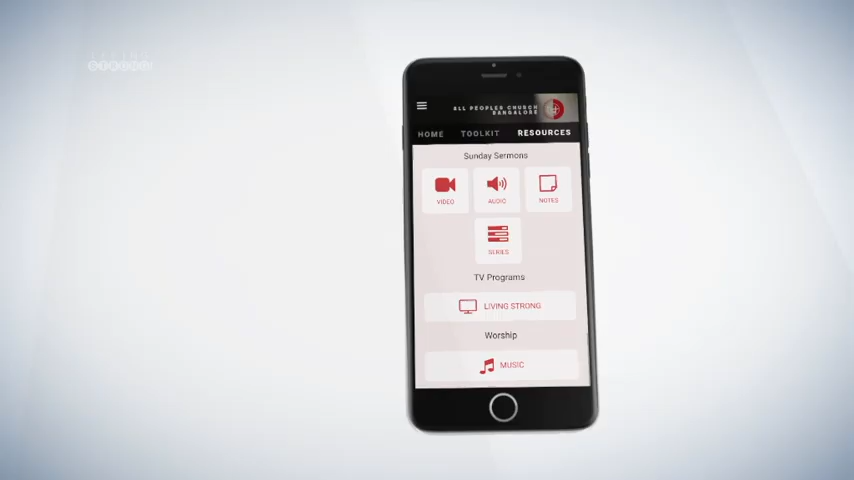 ALL PEOPLES CHURCH
BANGALORE
HOME TOOLKIT RESOURCES
Sunday Sermons
VIDEO AUDIO NOTES
SERIES
TV Programs
LIVING STRONG
Worship
MUSIC